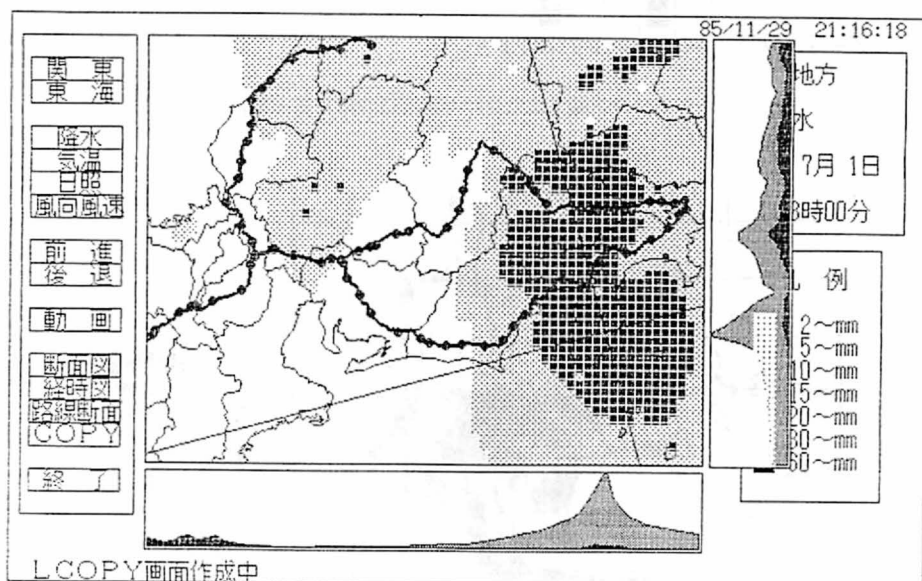 85/11/29 21:16:18
関東
東海
降水
気温
日照
風向風速
前進
後退
動画
断面図
経時図
路線断面
COPY
終了
地方
水
7月 1日
時00分
例
2～mm
5～mm
10～mm
15～mm
20～mm
30～mm
60～mm
LCOPY画面作成中